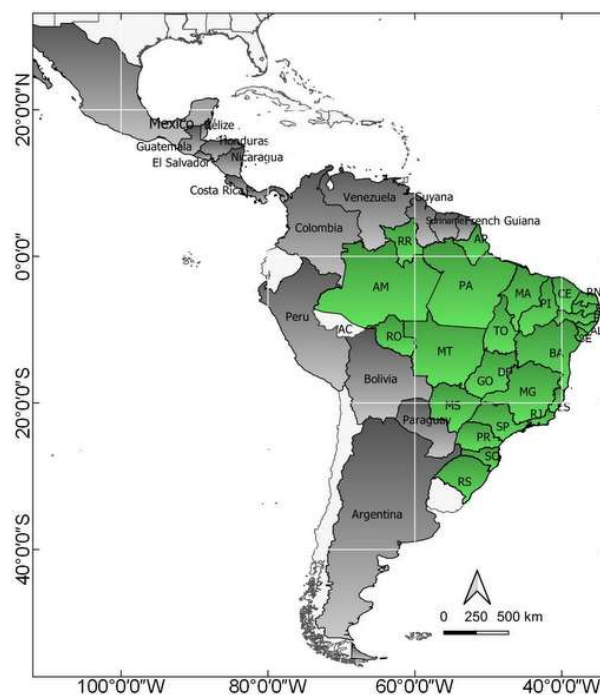 20°0'0"N
Mexico
Belize
Guatemala
Honduras
El Salvador
Nicaragua
Costa Rica
Venezuela
Guyana
Suriname
French Guiana
Colombia
RR
AP
0°0'0"
AM
PA
MA
CE
RN
PI
Peru
AC
RO
TO
AL
SE
MT
BA
Bolivia
DF
GO
MG
20°0'0"S
MS
ES
Paraguay
SP
RJ
PR
SC
RS
Argentina
40°0'0"S
0 250 500 km
100°0'0"W 80°0'0"W 60°0'0"W 40°0'0"W